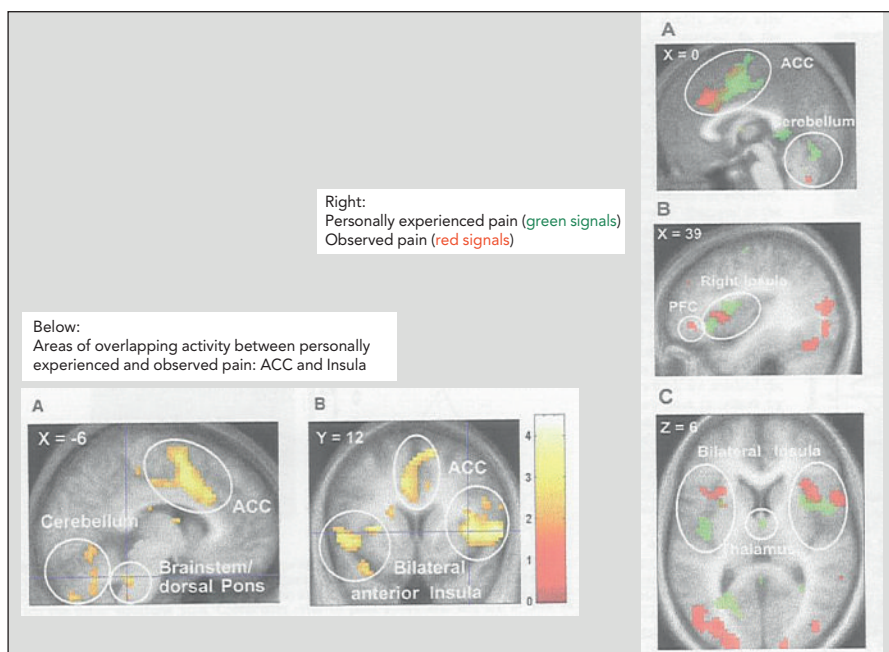 A
X = 0
ACC
Cerebellum
Right:
Personally experienced pain (green signals)
Observed pain (red signals)
B
X = 39
Right Insula
PFC
Below:
Areas of overlapping activity between personally
experienced and observed pain: ACC and Insula
A
X = -6
ACC
Cerebellum
Brainstem/
dorsal Pons
B
Y = 12
ACC
Bilateral
anterior Insula
4
3
2
1
0
C
Z = 6
Bilateral Insula
Thalamus